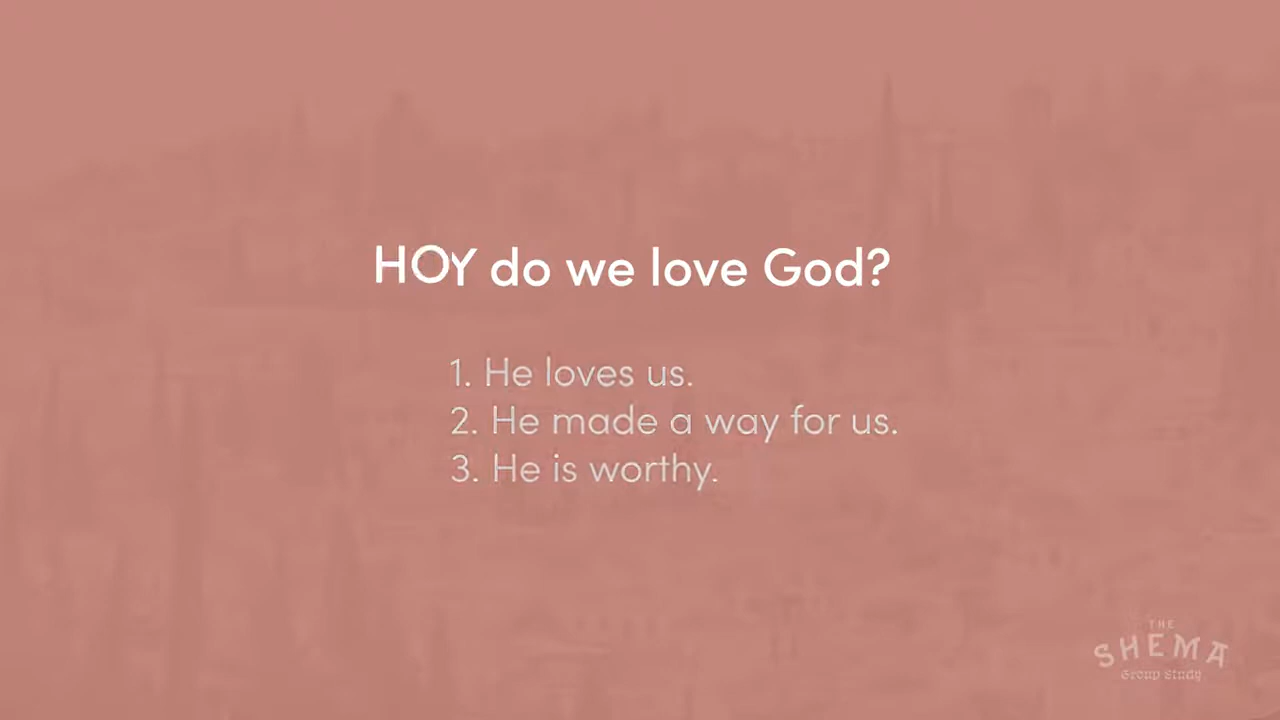 HOY do we love God?
1. He loves us.
2. He made a way for us.
3. He is worthy.
THE
SHEMA
Group Study